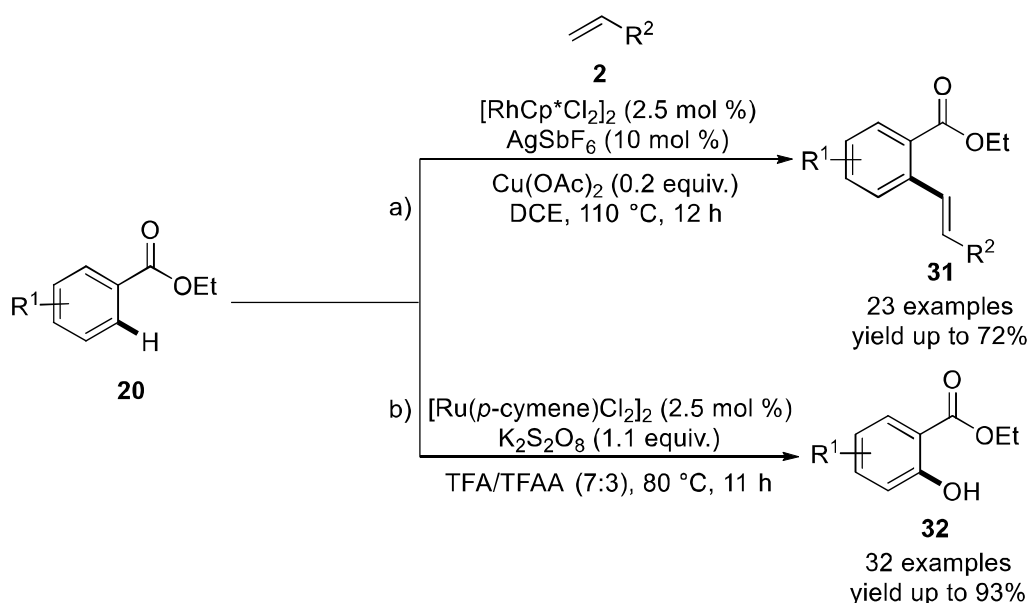 R²
2
[RhCp*Cl₂]₂ (2.5 mol %)
AgSbF₆ (10 mol %)
a)
Cu(OAc)₂ (0.2 equiv.)
DCE, 110 °C, 12 h
O
OEt
R¹
R²
31
23 examples
yield up to 72%
O
OEt
R¹
H
20
b)
[Ru(p-cymene)Cl₂]₂ (2.5 mol %)
K₂S₂O₈ (1.1 equiv.)
TFA/TFAA (7:3), 80 °C, 11 h
O
OEt
R¹
OH
32
32 examples
yield up to 93%